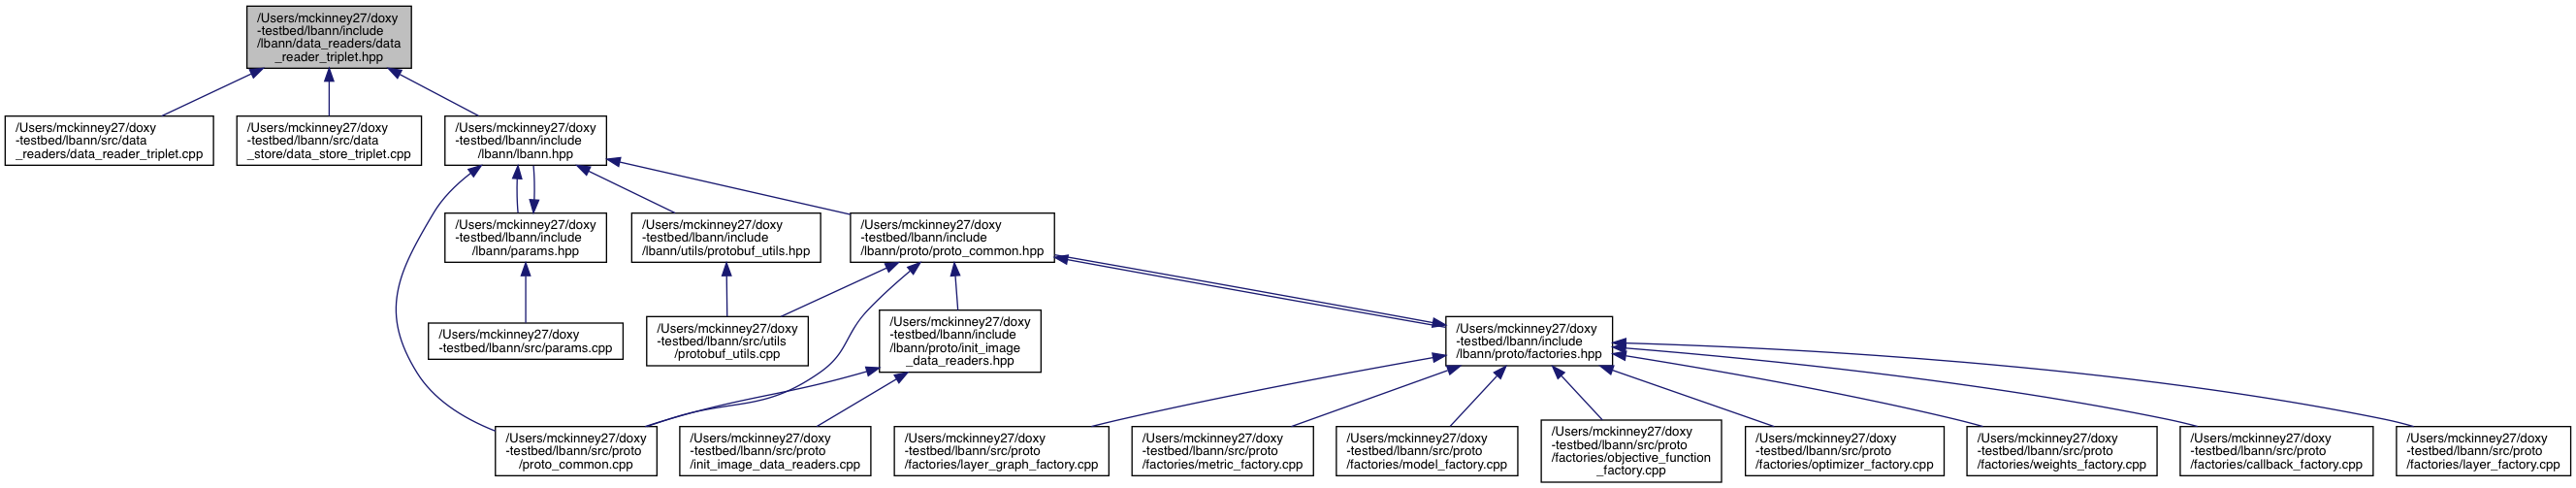 /Users/mckinney27/doxy
-testbed/lbann/include
/lbann/data_readers/data
_reader_triplet.hpp
/Users/mckinney27/doxy
-testbed/lbann/src/data
_readers/data_reader_triplet.cpp
/Users/mckinney27/doxy
-testbed/lbann/src/data
_store/data_store_triplet.cpp
/Users/mckinney27/doxy
-testbed/lbann/include
/lbann/lbann.hpp
/Users/mckinney27/doxy
-testbed/lbann/include
/lbann/params.hpp
/Users/mckinney27/doxy
-testbed/lbann/include
/lbann/utils/protobuf_utils.hpp
/Users/mckinney27/doxy
-testbed/lbann/include
/lbann/proto/proto_common.hpp
/Users/mckinney27/doxy
-testbed/lbann/src/params.cpp
/Users/mckinney27/doxy
-testbed/lbann/src/utils
/protobuf_utils.cpp
/Users/mckinney27/doxy
-testbed/lbann/include
/lbann/proto/init_image
_data_readers.hpp
/Users/mckinney27/doxy
-testbed/lbann/include
/lbann/proto/factories.hpp
/Users/mckinney27/doxy
-testbed/lbann/src/proto
/proto_common.cpp
/Users/mckinney27/doxy
-testbed/lbann/src/proto
/init_image_data_readers.cpp
/Users/mckinney27/doxy
-testbed/lbann/src/proto
/factories/layer_graph_factory.cpp
/Users/mckinney27/doxy
-testbed/lbann/src/proto
/factories/metric_factory.cpp
/Users/mckinney27/doxy
-testbed/lbann/src/proto
/factories/model_factory.cpp
/Users/mckinney27/doxy
-testbed/lbann/src/proto
/factories/objective_function
_factory.cpp
/Users/mckinney27/doxy
-testbed/lbann/src/proto
/factories/optimizer_factory.cpp
/Users/mckinney27/doxy
-testbed/lbann/src/proto
/factories/weights_factory.cpp
/Users/mckinney27/doxy
-testbed/lbann/src/proto
/factories/callback_factory.cpp
/Users/mckinney27/doxy
-testbed/lbann/src/proto
/factories/layer_factory.cpp